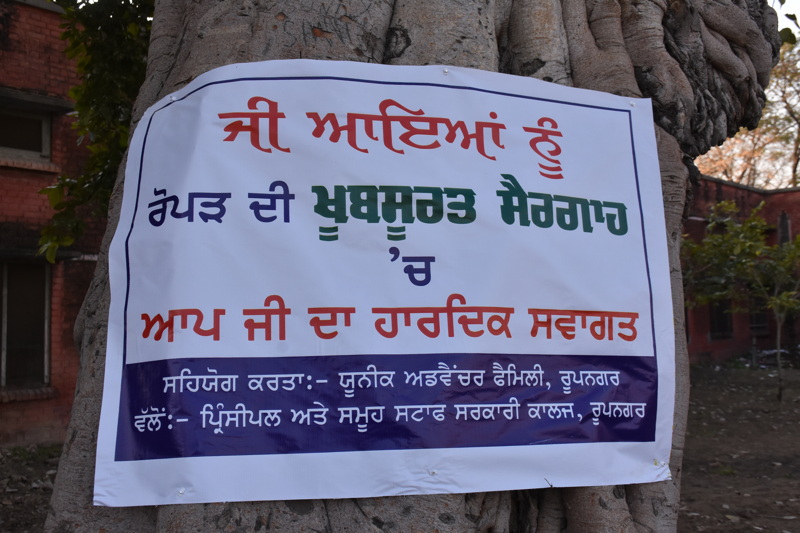 ਜੀ ਆਇਆਂ ਨੂੰ
ਰੋਪੜ ਦੀ ਖੂਬਸੂਰਤ ਸੈਰਗਾਹ
'ਚ
ਆਪ ਜੀ ਦਾ ਹਾਰਦਿਕ ਸਵਾਗਤ
ਸਹਿਯੋਗ ਕਰਤਾ:– ਯੂਨੀਕ ਅਡਵੈਂਚਰ ਫੈਮਿਲੀ, ਰੂਪਨਗਰ
ਵੱਲੋਂ:– ਪ੍ਰਿੰਸੀਪਲ ਅਤੇ ਸਮੂਹ ਸਟਾਫ ਸਰਕਾਰੀ ਕਾਲਜ, ਰੂਪਨਗਰ